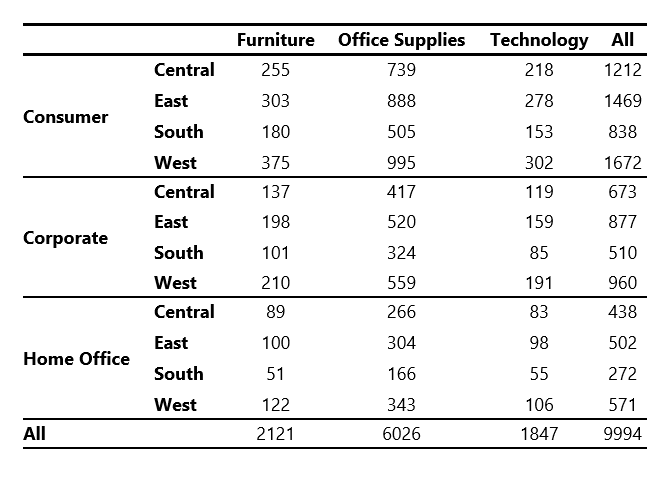 Furniture Office Supplies Technology All
Central 255 739 218 1212
East 303 888 278 1469
Consumer
South 180 505 153 838
West 375 995 302 1672
Central 137 417 119 673
East 198 520 159 877
Corporate
South 101 324 85 510
West 210 559 191 960
Central 89 266 83 438
East 100 304 98 502
Home Office
South 51 166 55 272
West 122 343 106 571
All 2121 6026 1847 9994